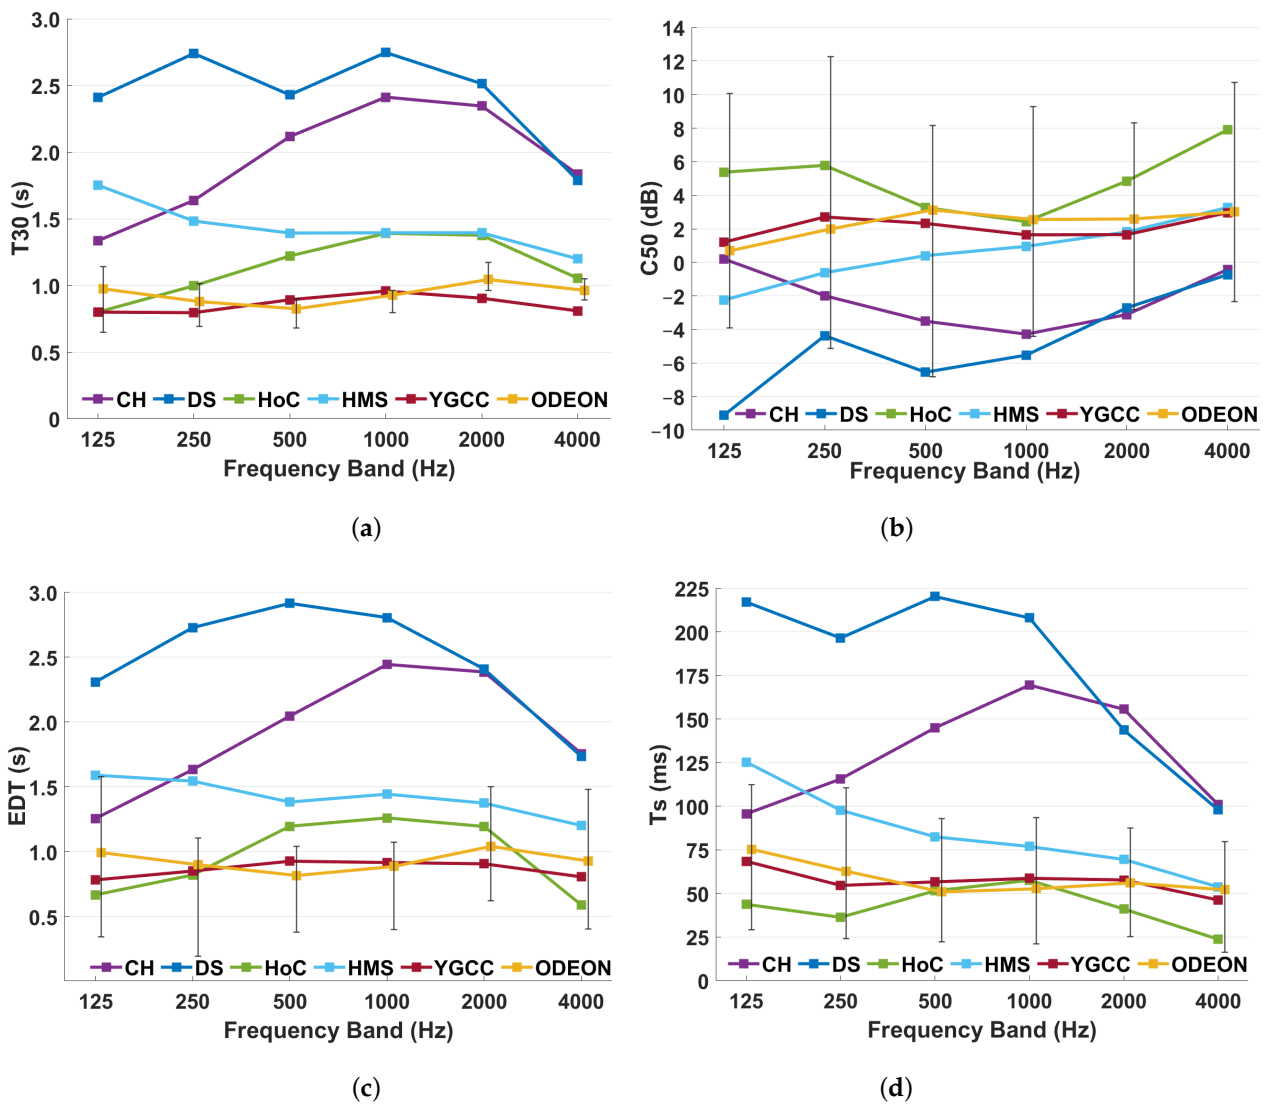 3.0
2.5
2.0
1.5
1.0
0.5
0
T30 (s)
CH DS HoC HMS YGCC ODEON
125 250 500 1000 2000 4000
Frequency Band (Hz)
(a)
14
12
10
8
6
4
2
0
−2
−4
−6
−8
−10
C50 (dB)
CH DS HoC HMS YGCC ODEON
125 250 500 1000 2000 4000
Frequency Band (Hz)
(b)
3.0
2.5
2.0
1.5
1.0
0.5
EDT (s)
CH DS HoC HMS YGCC ODEON
125 250 500 1000 2000 4000
Frequency Band (Hz)
(c)
225
200
175
150
125
100
75
50
25
0
Ts (ms)
CH DS HoC HMS YGCC ODEON
125 250 500 1000 2000 4000
Frequency Band (Hz)
(d)